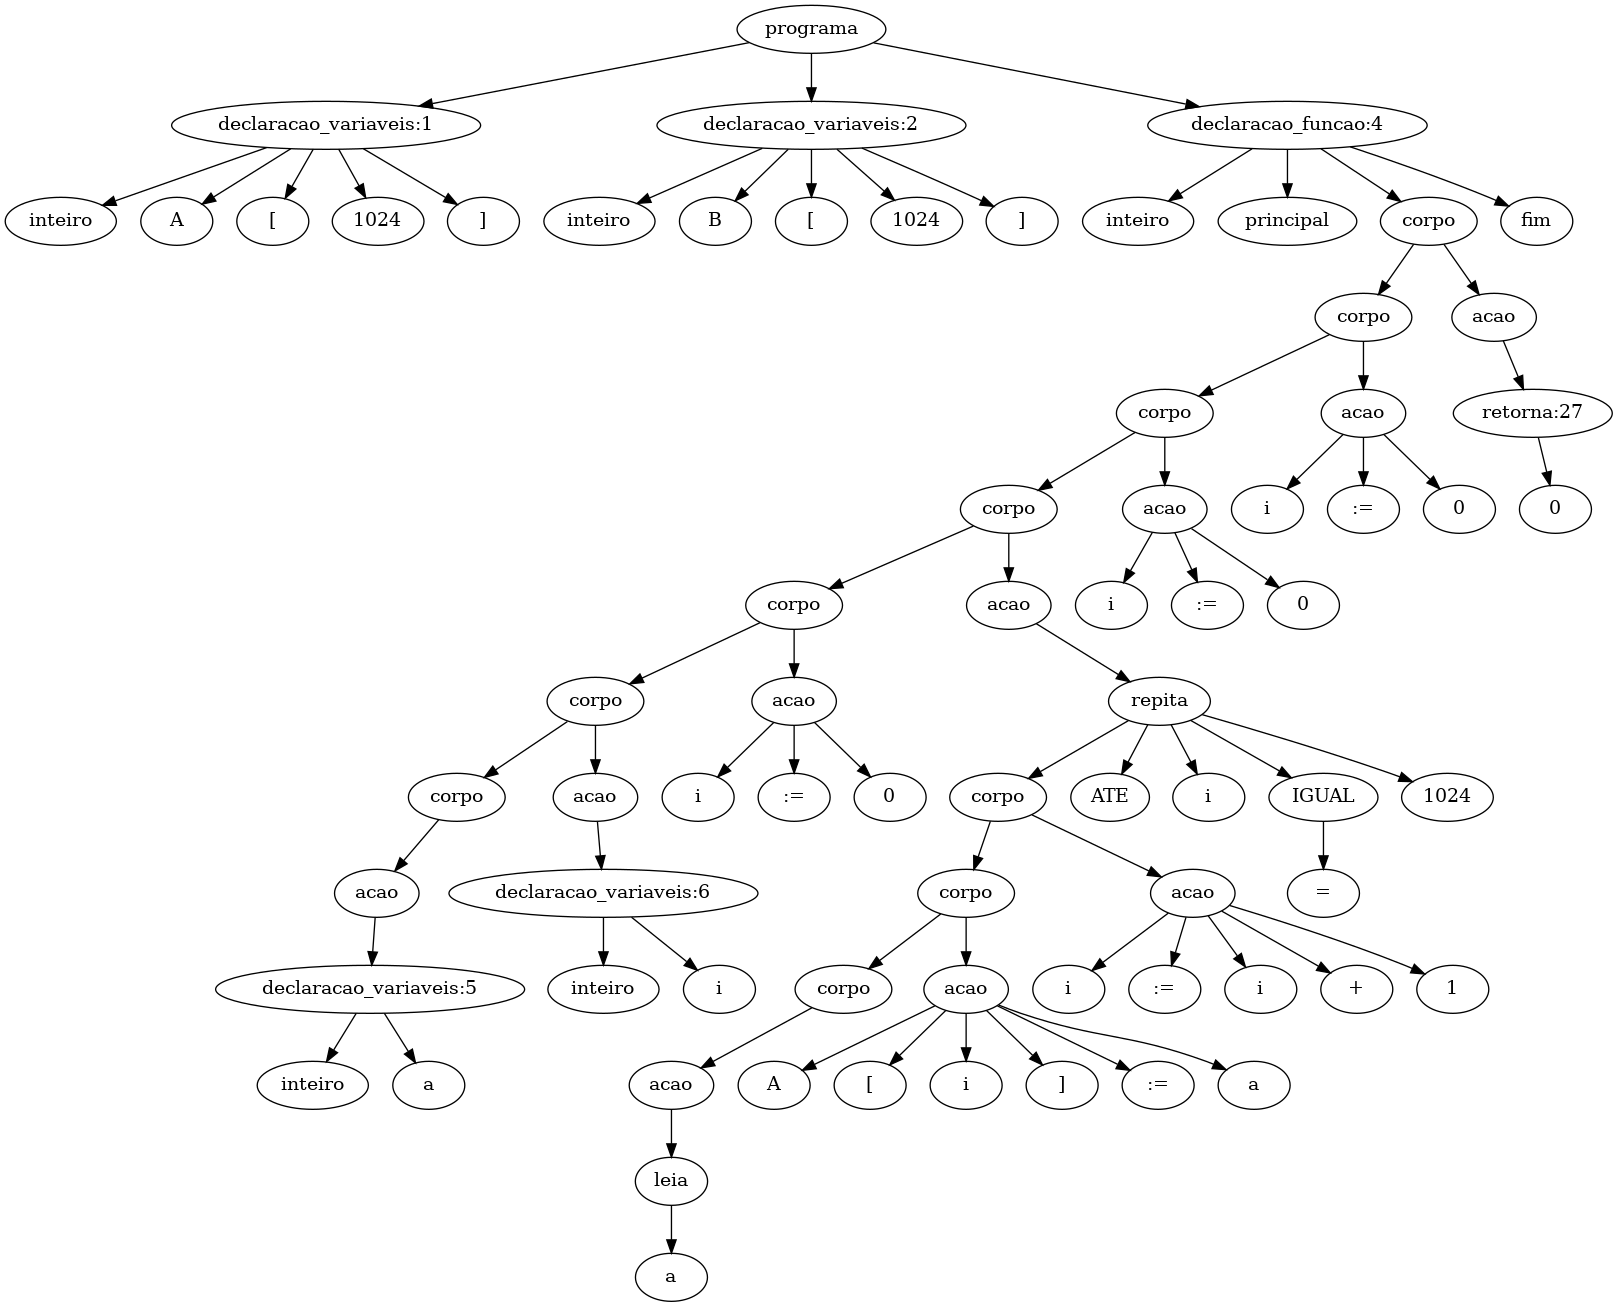 programa
declaracao_variaveis:1 declaracao_variaveis:2 declaracao_funcao:4
inteiro A [ 1024 ] inteiro B [ 1024 ] inteiro principal corpo fim
corpo acao
corpo acao retorna:27
corpo acao i := 0 0
corpo acao i := 0
corpo acao repita
corpo acao i := 0 corpo ATE i IGUAL 1024
acao declaracao_variaveis:6 corpo acao =
declaracao_variaveis:5 inteiro i corpo acao i := i + 1
inteiro a acao A [ i ] := a
leia
a